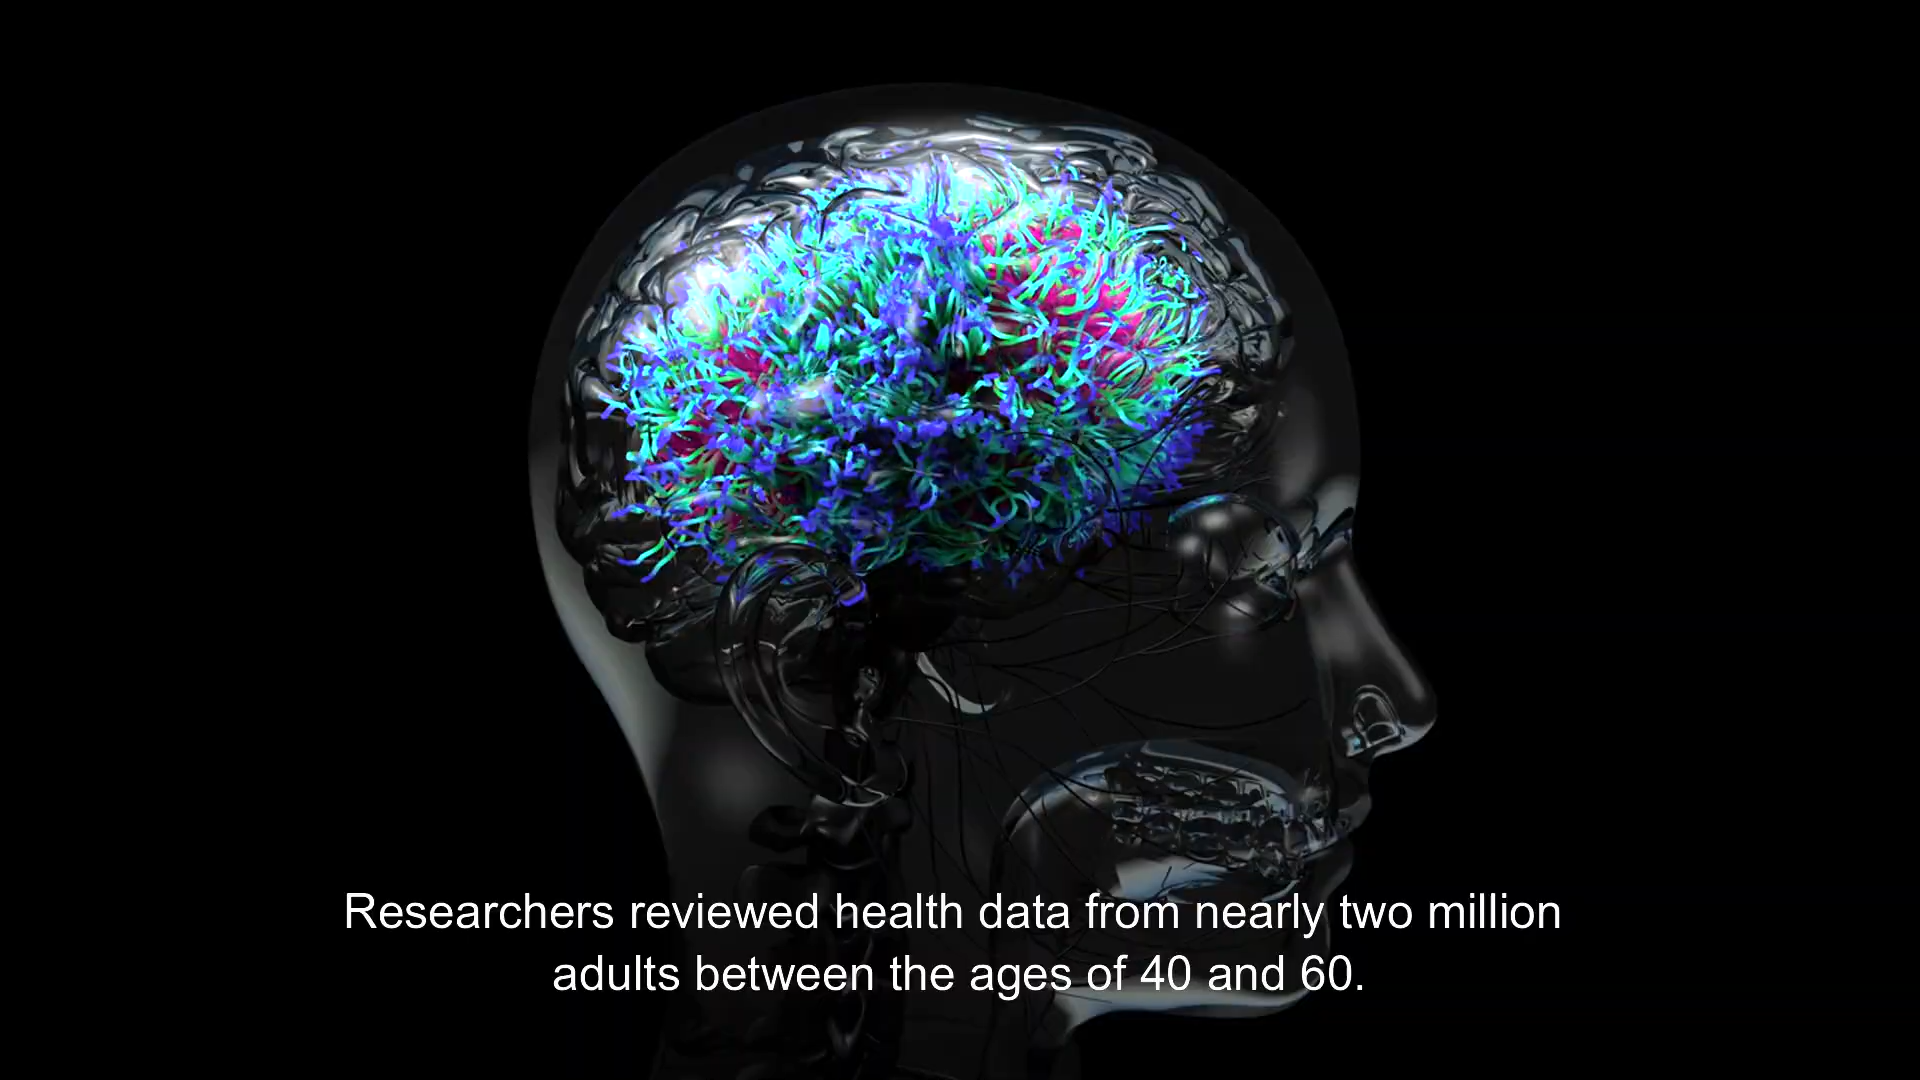 Researchers reviewed health data from nearly two million
adults between the ages of 40 and 60.